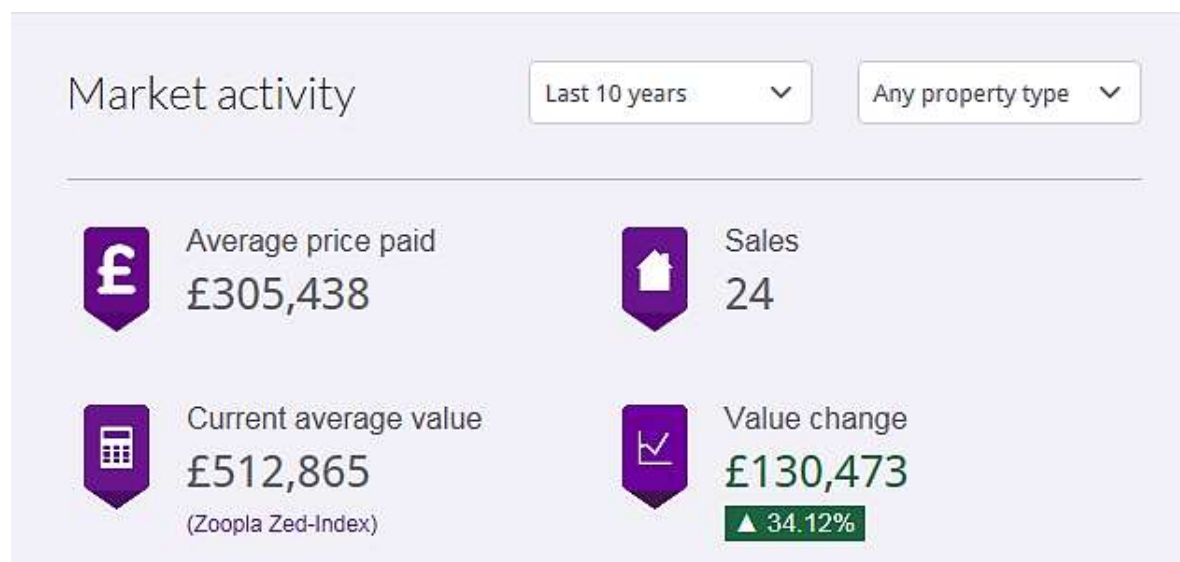 Market activity
Last 10 years
Any property type
£
Average price paid
£305,438
Sales
24
Current average value
£512,865
(Zoopla Zed-Index)
Value change
£130,473
▲ 34.12%